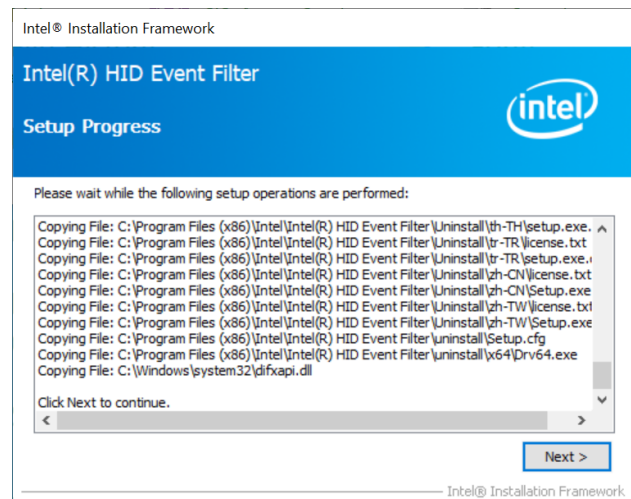 Intel® Installation Framework
Intel(R) HID Event Filter
intel
Setup Progress
Please wait while the following setup operations are performed:
Copying File: C:\Program Files (x86)\Intel\Intel(R) HID Event Filter\Uninstall\th-TH\setup.exe.
Copying File: C:\Program Files (x86)\Intel\Intel(R) HID Event Filter\Uninstall\tr-TR\license.txt
Copying File: C:\Program Files (x86)\Intel\Intel(R) HID Event Filter\Uninstall\tr-TR\setup.exe.
Copying File: C:\Program Files (x86)\Intel\Intel(R) HID Event Filter\Uninstall\zh-CN\license.txt
Copying File: C:\Program Files (x86)\Intel\Intel(R) HID Event Filter\Uninstall\zh-CN\Setup.exe
Copying File: C:\Program Files (x86)\Intel\Intel(R) HID Event Filter\Uninstall\zh-TW\license.txt
Copying File: C:\Program Files (x86)\Intel\Intel(R) HID Event Filter\Uninstall\zh-TW\Setup.exe
Copying File: C:\Program Files (x86)\Intel\Intel(R) HID Event Filter\uninstall\Setup.cfg
Copying File: C:\Program Files (x86)\Intel\Intel(R) HID Event Filter\uninstall\x64\Drv64.exe
Copying File: C:\Windows\system32\difxapi.dll
Click Next to continue.
Next >
Intel® Installation Framework